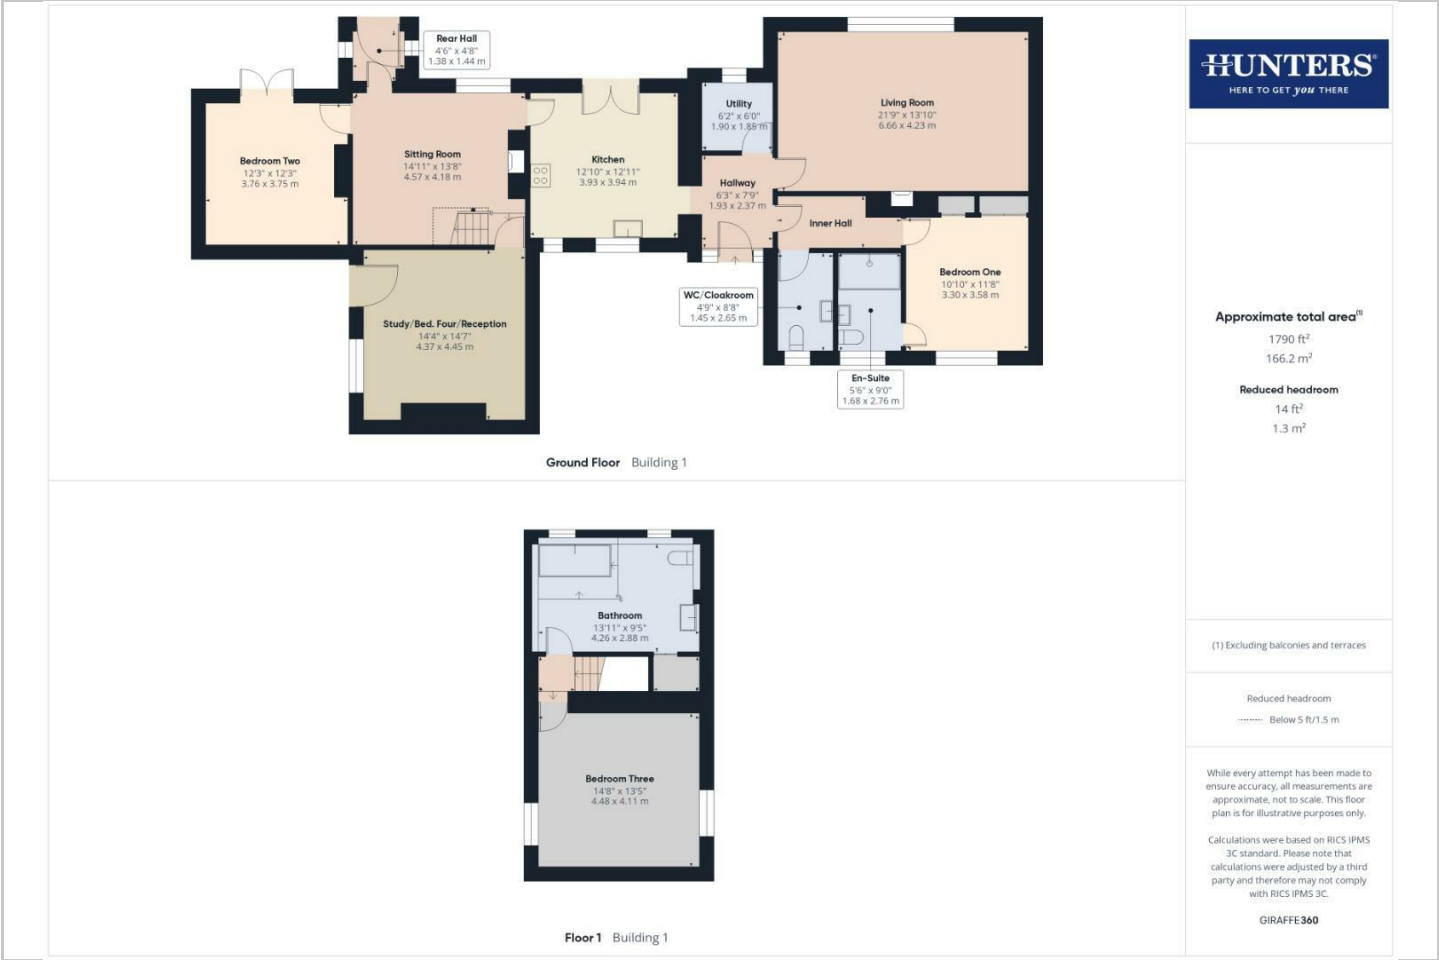 Rear Hall
4'6" x 4'8"
1.38 x 1.44 m
Utility
6'2" x 6'0"
1.90 x 1.85 m
Living Room
21'9" x 13'10"
6.66 x 4.23 m
Bedroom Two
12'3" x 12'3"
3.76 x 3.75 m
Sitting Room
14'11" x 13'8"
4.57 x 4.18 m
Kitchen
12'10" x 12'11"
3.93 x 3.94 m
Hallway
6'3" x 7'9"
1.93 x 2.37 m
Inner Hall
Bedroom One
10'10" x 11'8"
3.30 x 3.58 m
WC/Cloakroom
4'9" x 8'8"
1.45 x 2.65 m
Study/Bed. Four/Reception
14'4" x 14'7"
4.37 x 4.45 m
En-Suite
5'6" x 9'0"
1.68 x 2.76 m
Ground Floor Building 1
Bathroom
13'11" x 9'5"
4.26 x 2.88 m
Bedroom Three
14'8" x 13'5"
4.48 x 4.11 m
Floor 1 Building 1
HUNTERS®
HERE TO GET you THERE
Approximate total area(1)
1790 ft²
166.2 m²
Reduced headroom
14 ft²
1.3 m²
(1) Excluding balconies and terraces
Reduced headroom
Below 5 ft/1.5 m
While every attempt has been made to
ensure accuracy, all measurements are
approximate, not to scale. This floor
plan is for illustrative purposes only.
Calculations were based on RICS IPMS
3C standard. Please note that
calculations were adjusted by a third
party and therefore may not comply
with RICS IPMS 3C.
GIRAFFE360